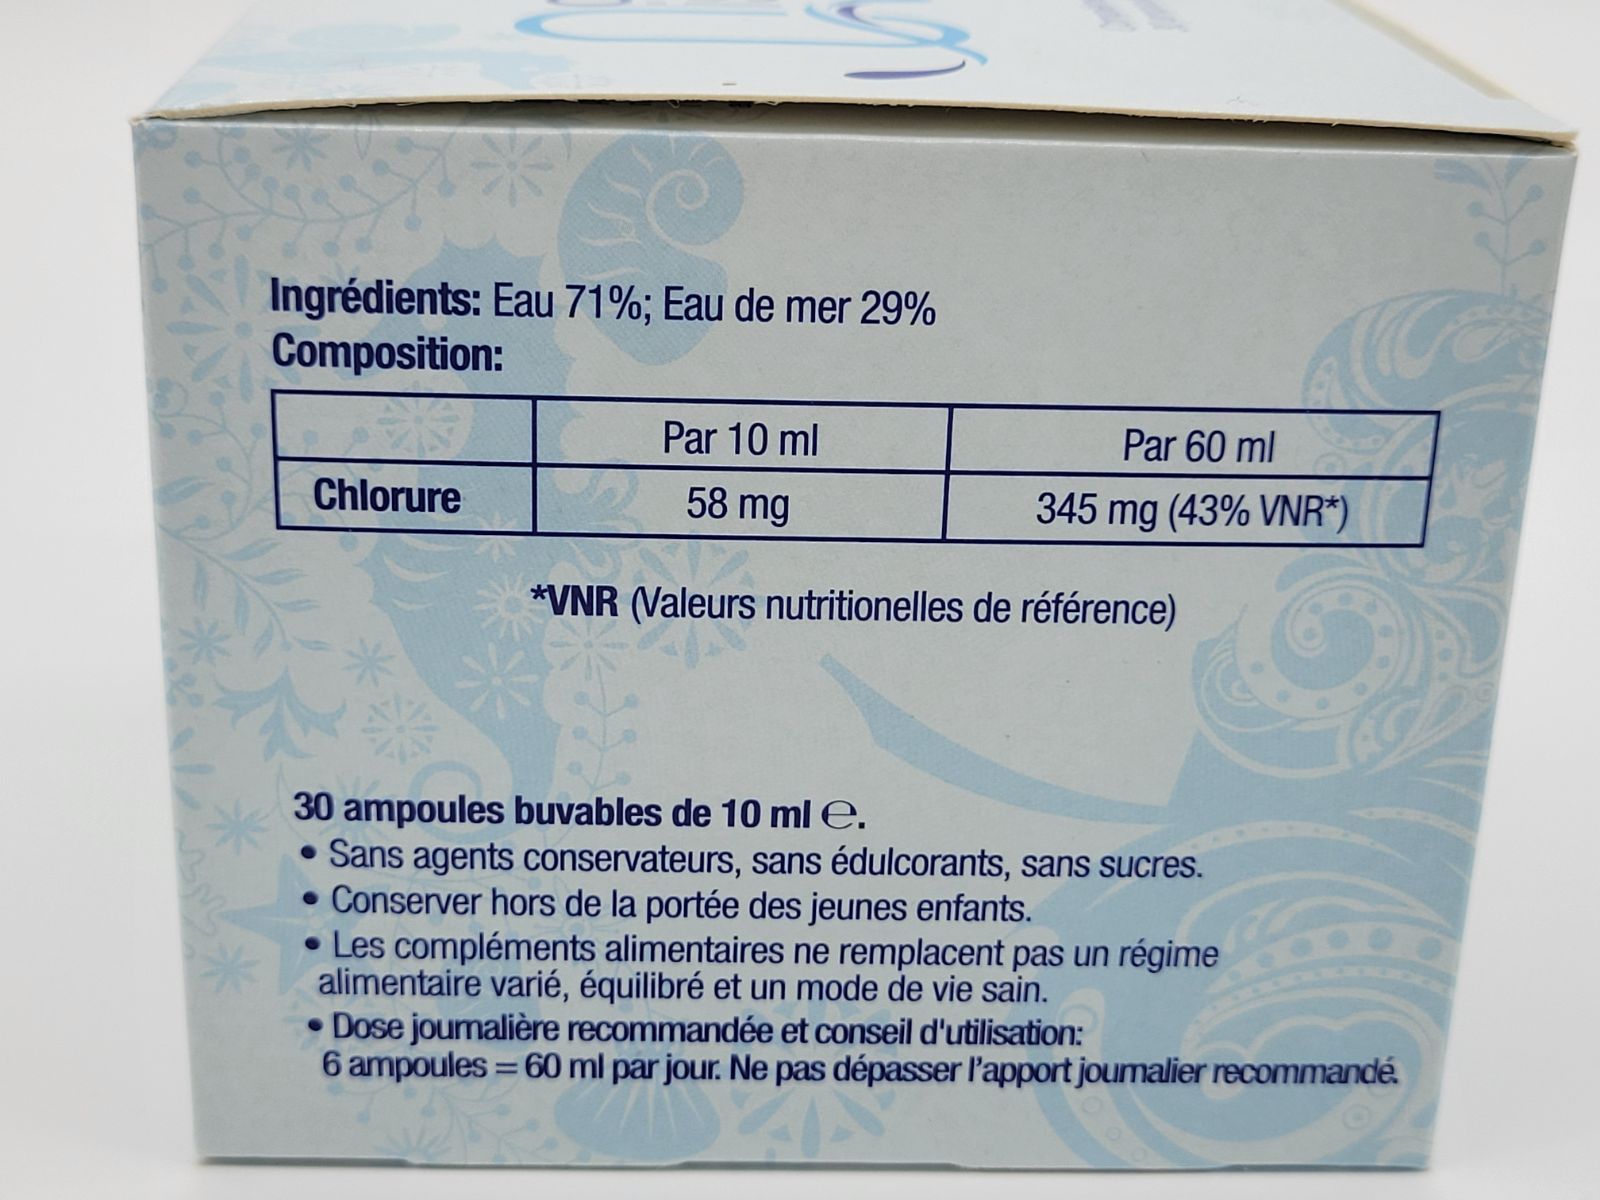 Ingrédients: Eau 71%; Eau de mer 29%
Composition:
Par 10 ml Par 60 ml
Chlorure 58 mg 345 mg (43% VNR*)
*VNR (Valeurs nutritionelles de référence)
30 ampoules buvables de 10 ml ℮.
• Sans agents conservateurs, sans édulcorants, sans sucres.
• Conserver hors de la portée des jeunes enfants.
• Les compléments alimentaires ne remplacent pas un régime
alimentaire varié, équilibré et un mode de vie sain.
• Dose journalière recommandée et conseil d'utilisation:
6 ampoules = 60 ml par jour. Ne pas dépasser l'apport journalier recommandé.